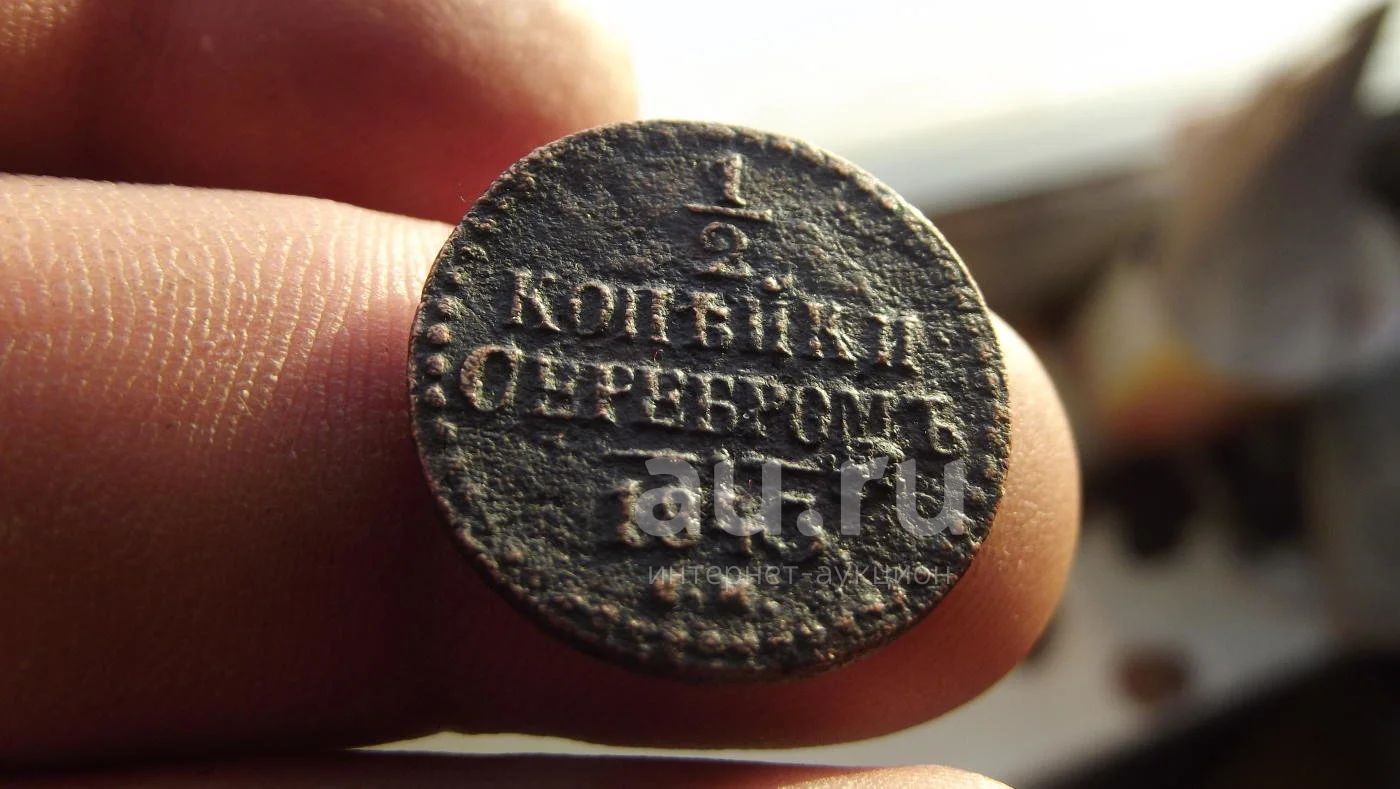 1
2
КОПѢЙКИ
СЕРЕБРОМЪ
au.ru
интернет-аукцион